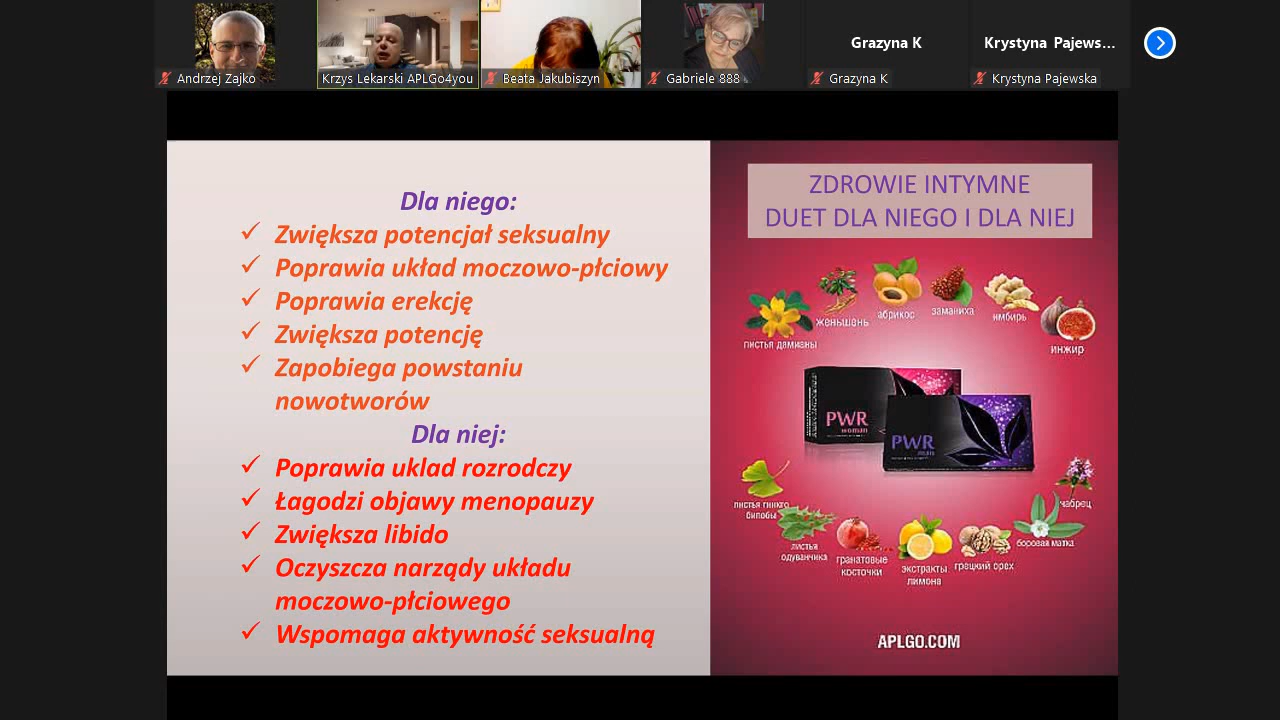 Grazyna K
Krystyna Pajews...
Andrzej Zajko
Krzys Lekarski APLGo4you
Beata Jakubiszyn
Gabriele 888
Grazyna K
Krystyna Pajewska
Dla niego:
✓ Zwiększa potencjał seksualny
✓ Poprawia układ moczowo-płciowy
✓ Poprawia erekcję
✓ Zwiększa potencję
✓ Zapobiega powstaniu
nowotworów
Dla niej:
✓ Poprawia uklad rozrodczy
✓ Łagodzi objawy menopauzy
✓ Zwiększa libido
✓ Oczyszcza narządy układu
moczowo-płciowego
✓ Wspomaga aktywność seksualną
ZDROWIE INTYMNE
DUET DLA NIEGO I DLA NIEJ
листья дамианы
женьшень
абрикос
заманиха
имбирь
инжир
PWR
woman
PWR
man
листья гинкго
билобы
листья
одуванчика
гранатовые
косточки
экстракты
лимона
грецкий орех
боровая матка
чабрец
APLGO.COM